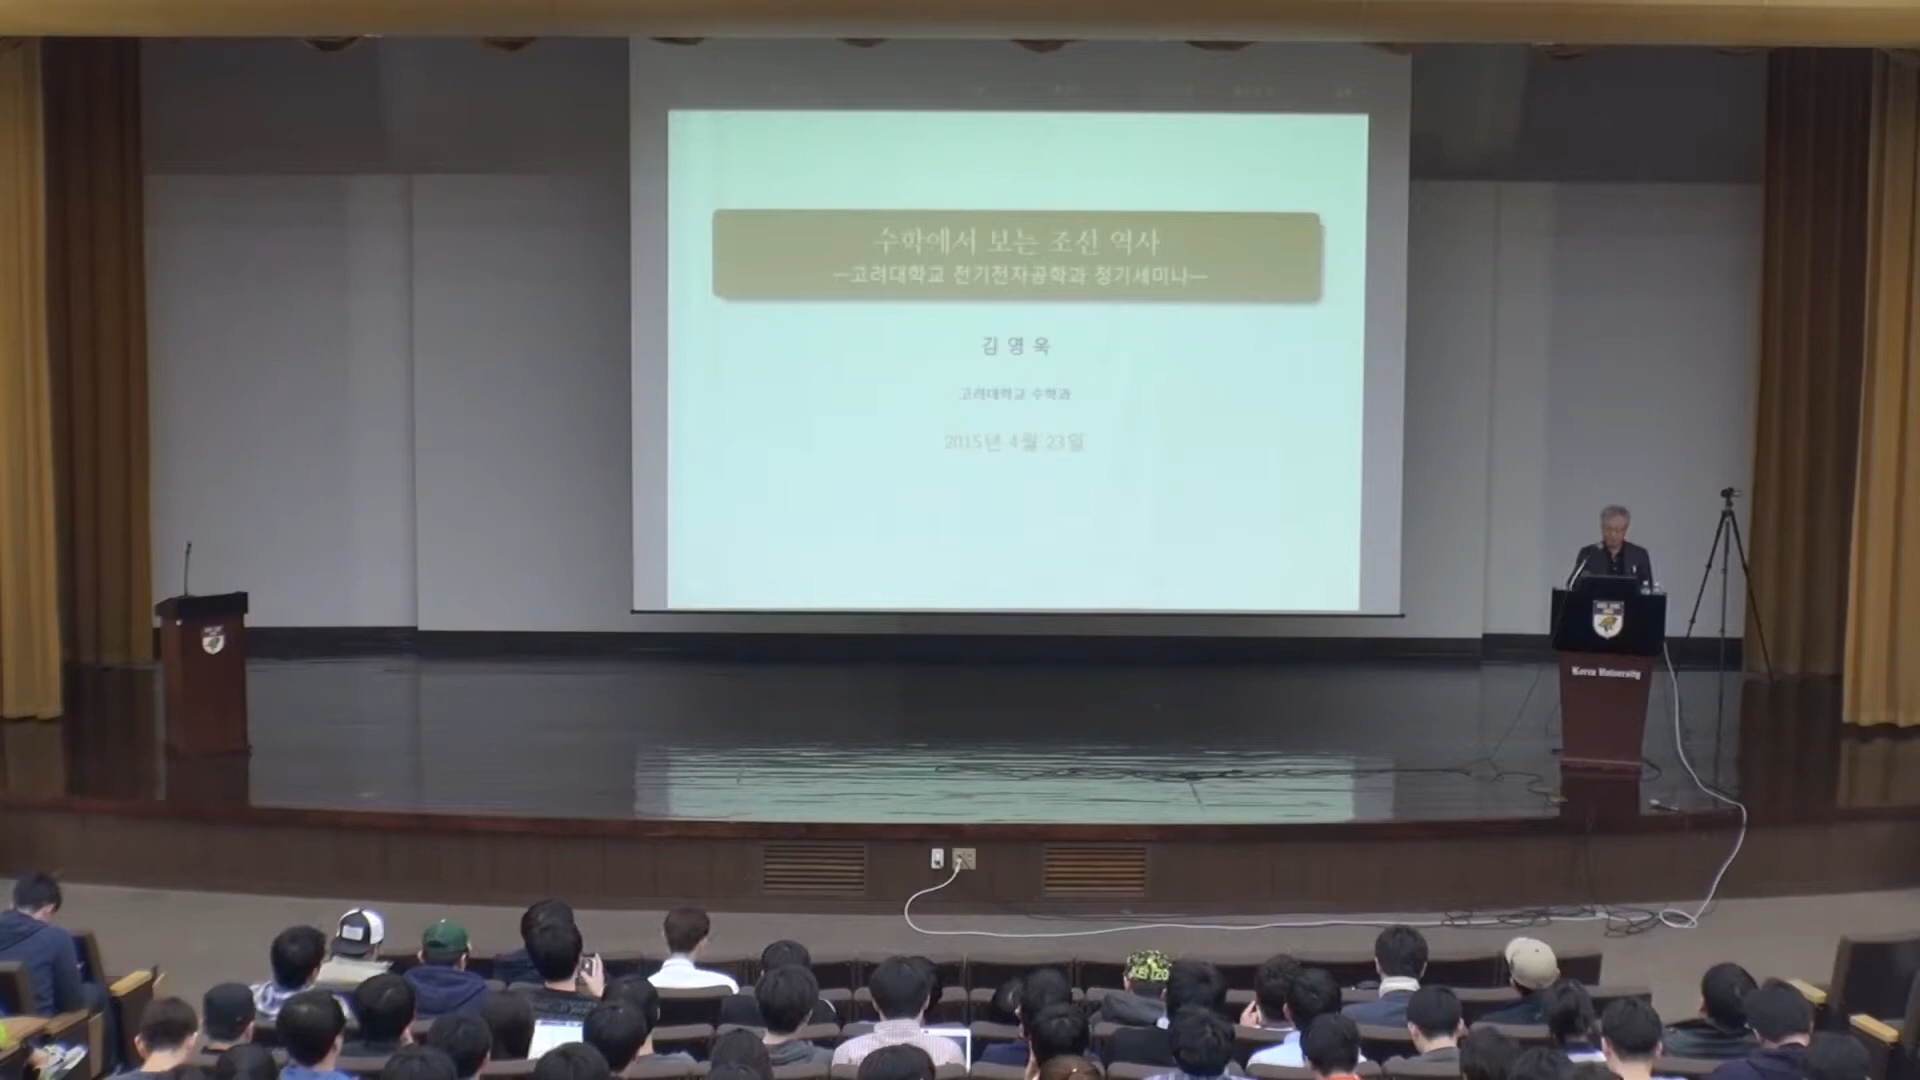 수학에서 보는 조선 역사
—고려대학교 전기전자공학과 정기세미나—
김 영 욱
고려대학교 수학과
2015년 4월 23일
Korea University